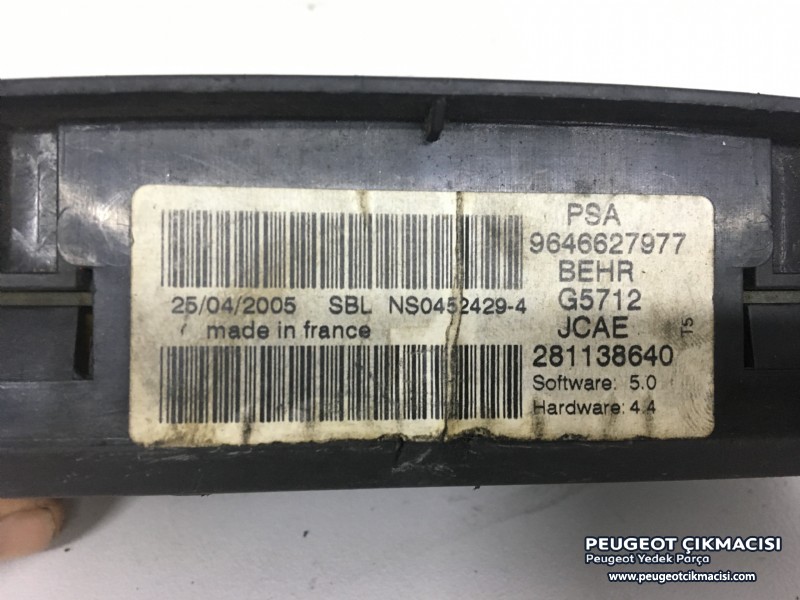 25/04/2005 SBL NS0452429-4
made in france
PSA
9646627977
BEHR
G5712
JCAE
281138640
Software: 5.0
Hardware: 4.4
T5
PEUGEOT ÇIKMACISI
Peugeot Yedek Parça
www.peugeotcikmacisi.com